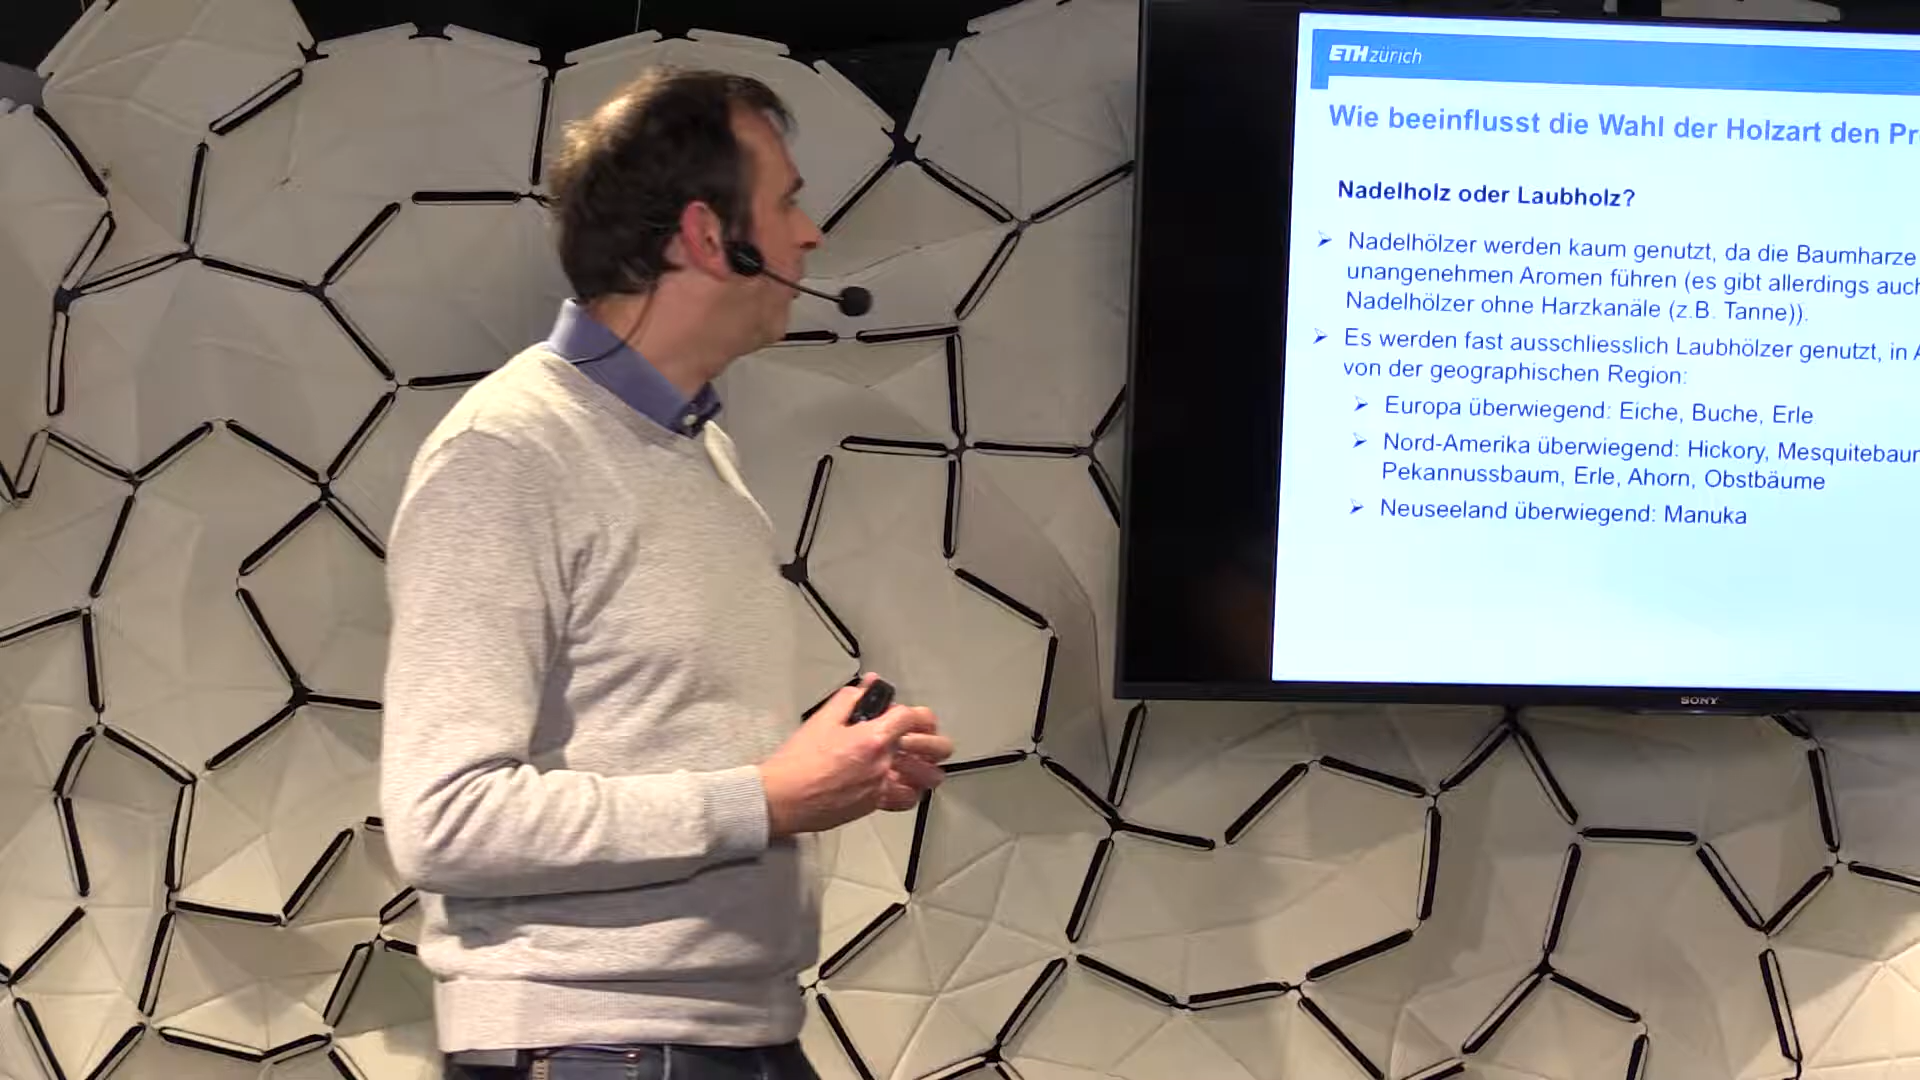 ETH zürich
Wie beeinflusst die Wahl der Holzart den
Nadelholz oder Laubholz?
Nadelhölzer werden kaum genutzt, da die Baumharze
unangenehmen Aromen führen (es gibt allerdings auch
Nadelhölzer ohne Harzkanäle (z.B. Tanne)).
Es werden fast ausschliesslich Laubhölzer genutzt, in
von der geographischen Region:
Europa überwiegend: Eiche, Buche, Erle
Nord-Amerika überwiegend: Hickory,
Pekannussbaum, Erle, Ahorn, Obstbäume
Neuseeland überwiegend: Manuka
SONY